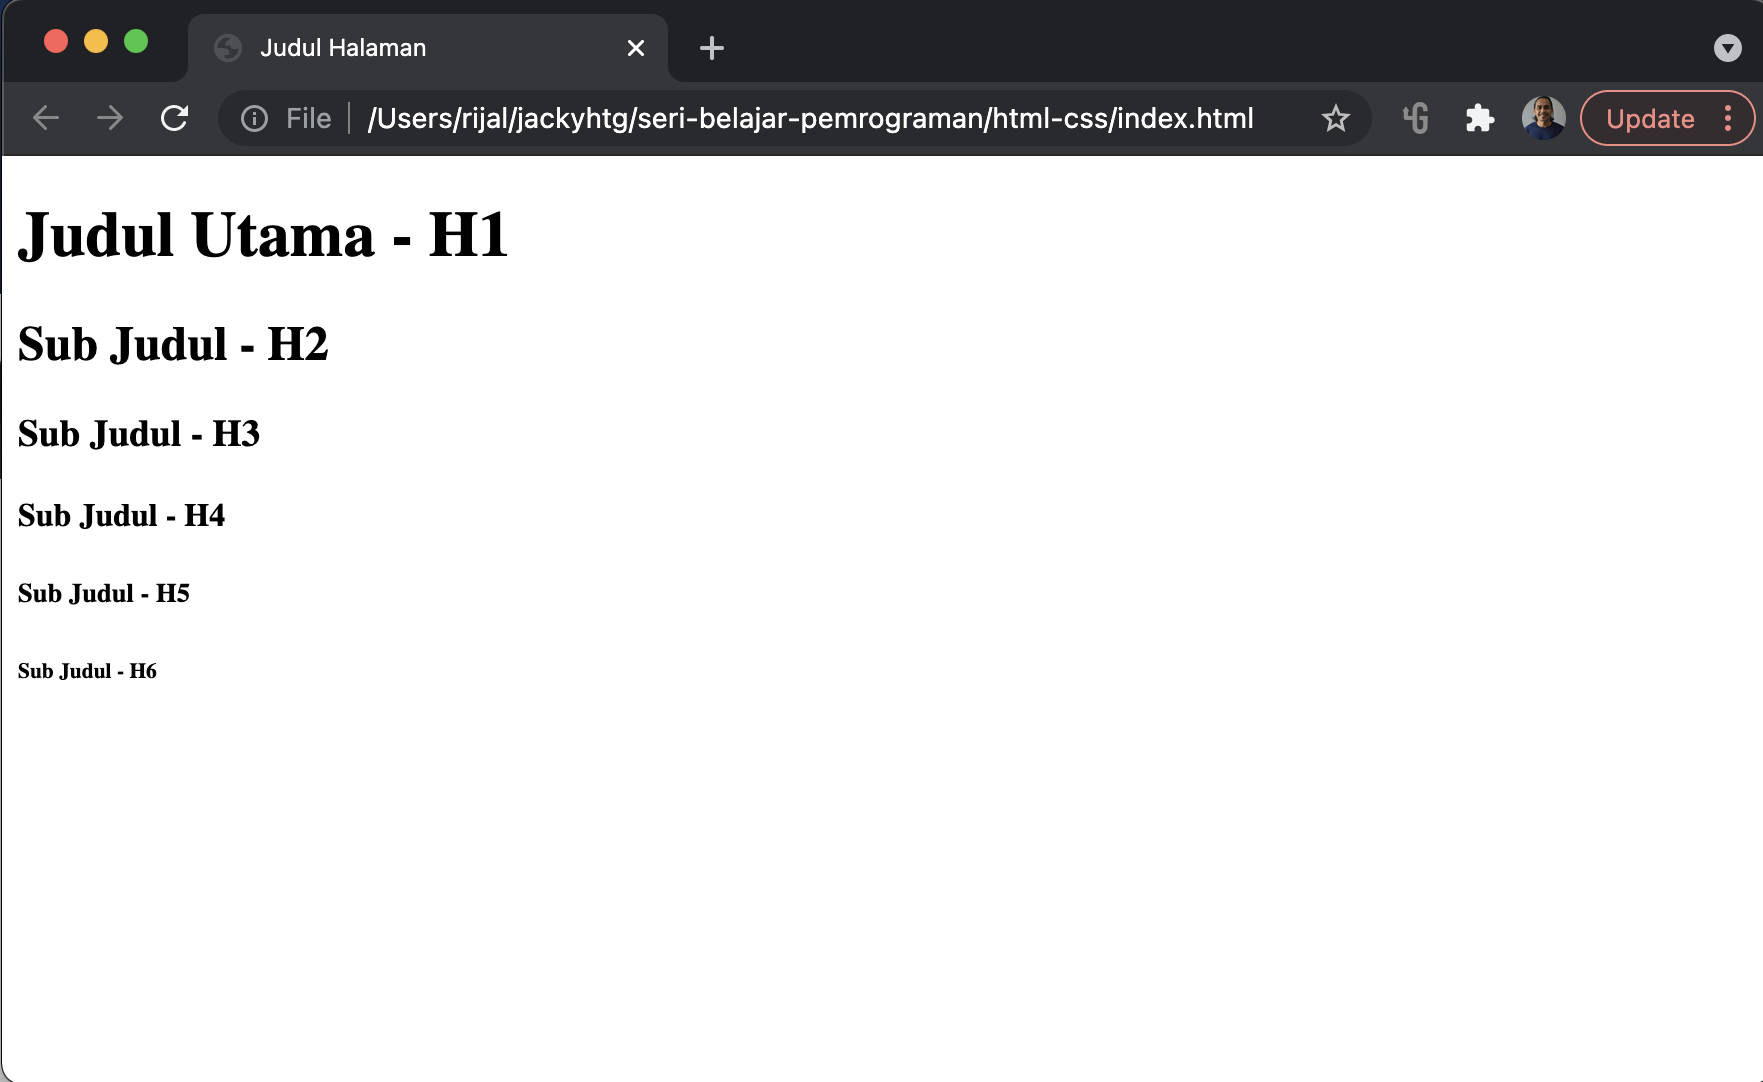 Judul Halaman
File
/Users/rijal/jackyhtg/seri-belajar-pemrograman/html-css/index.html
Update
Judul Utama - H1
Sub Judul - H2
Sub Judul - H3
Sub Judul - H4
Sub Judul - H5
Sub Judul - H6